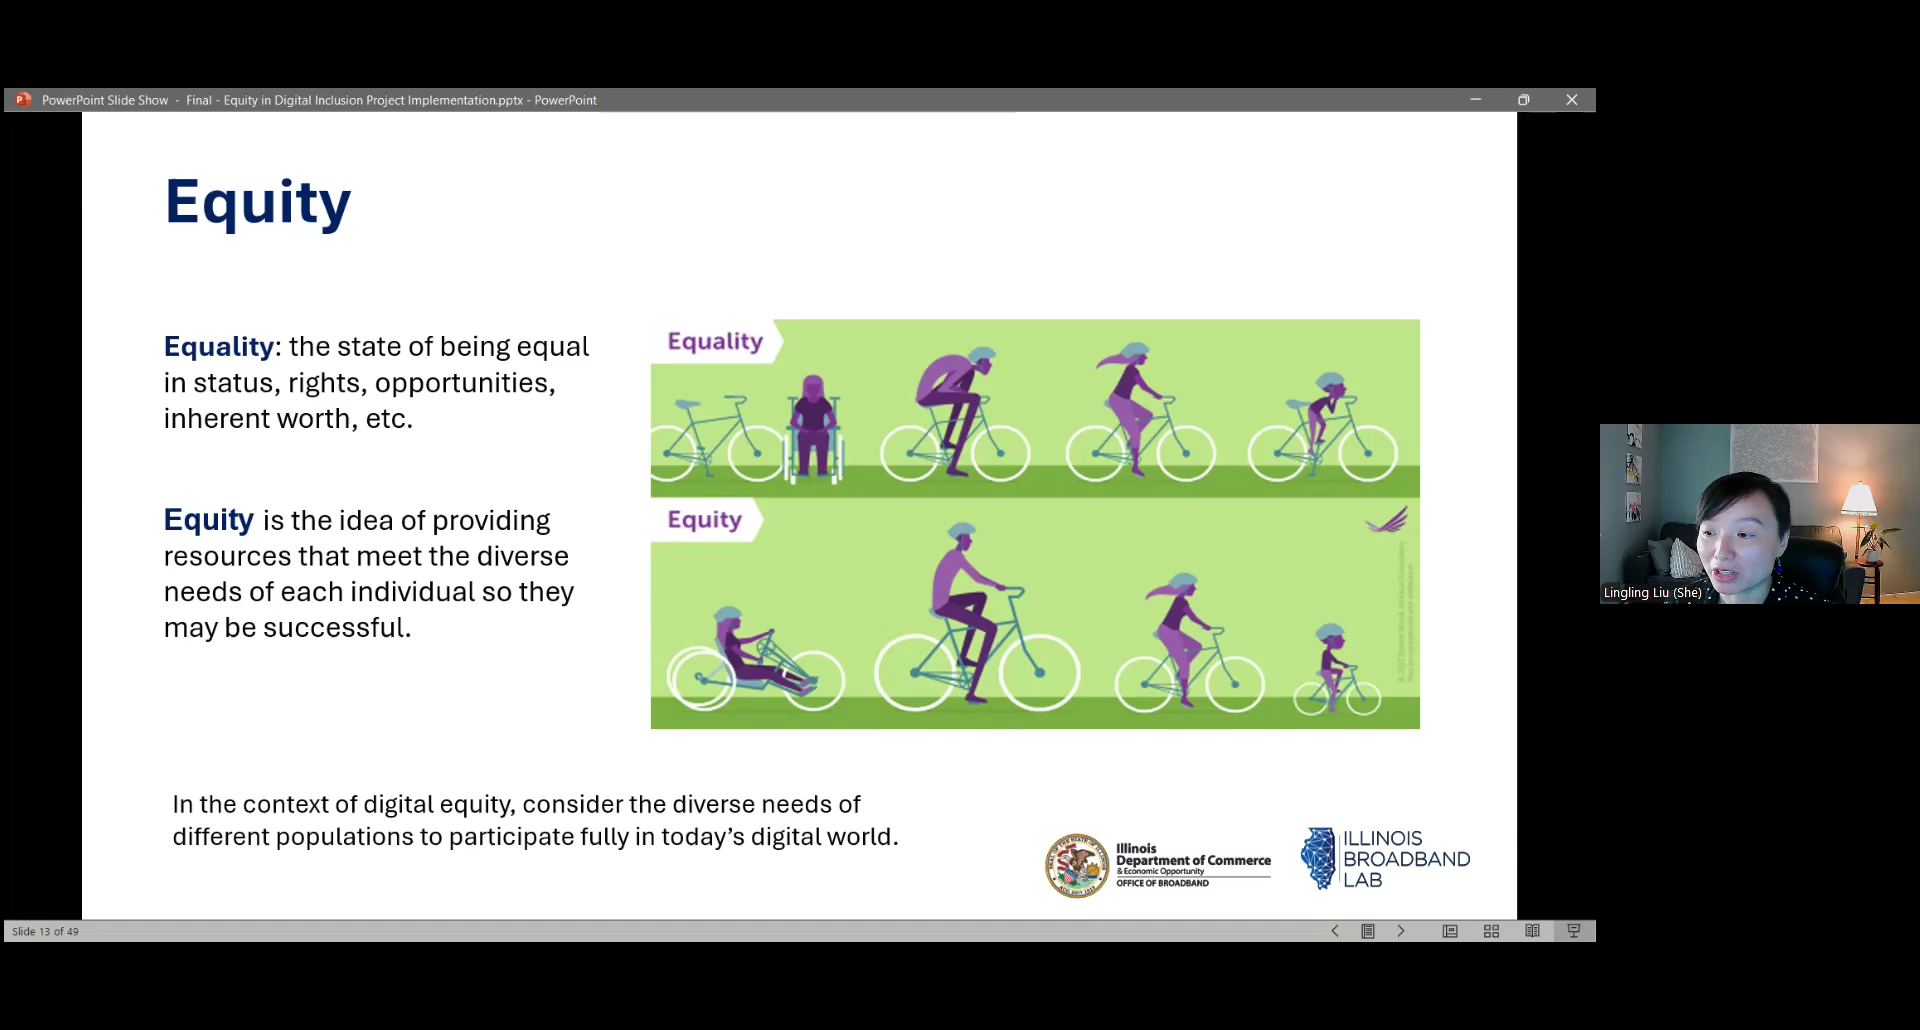 PowerPoint Slide Show - Final - Equity in Digital Inclusion Project Implementation.pptx - PowerPoint
Equity
Equality: the state of being equal
in status, rights, opportunities,
inherent worth, etc.
Equity is the idea of providing
resources that meet the diverse
needs of each individual so they
may be successful.
Equality
Equity
In the context of digital equity, consider the diverse needs of
different populations to participate fully in today’s digital world.
Illinois
Department of Commerce
& Economic Opportunity
OFFICE OF BROADBAND
ILLINOIS
BROADBAND
LAB
Lingling Liu (She)
Slide 13 of 49